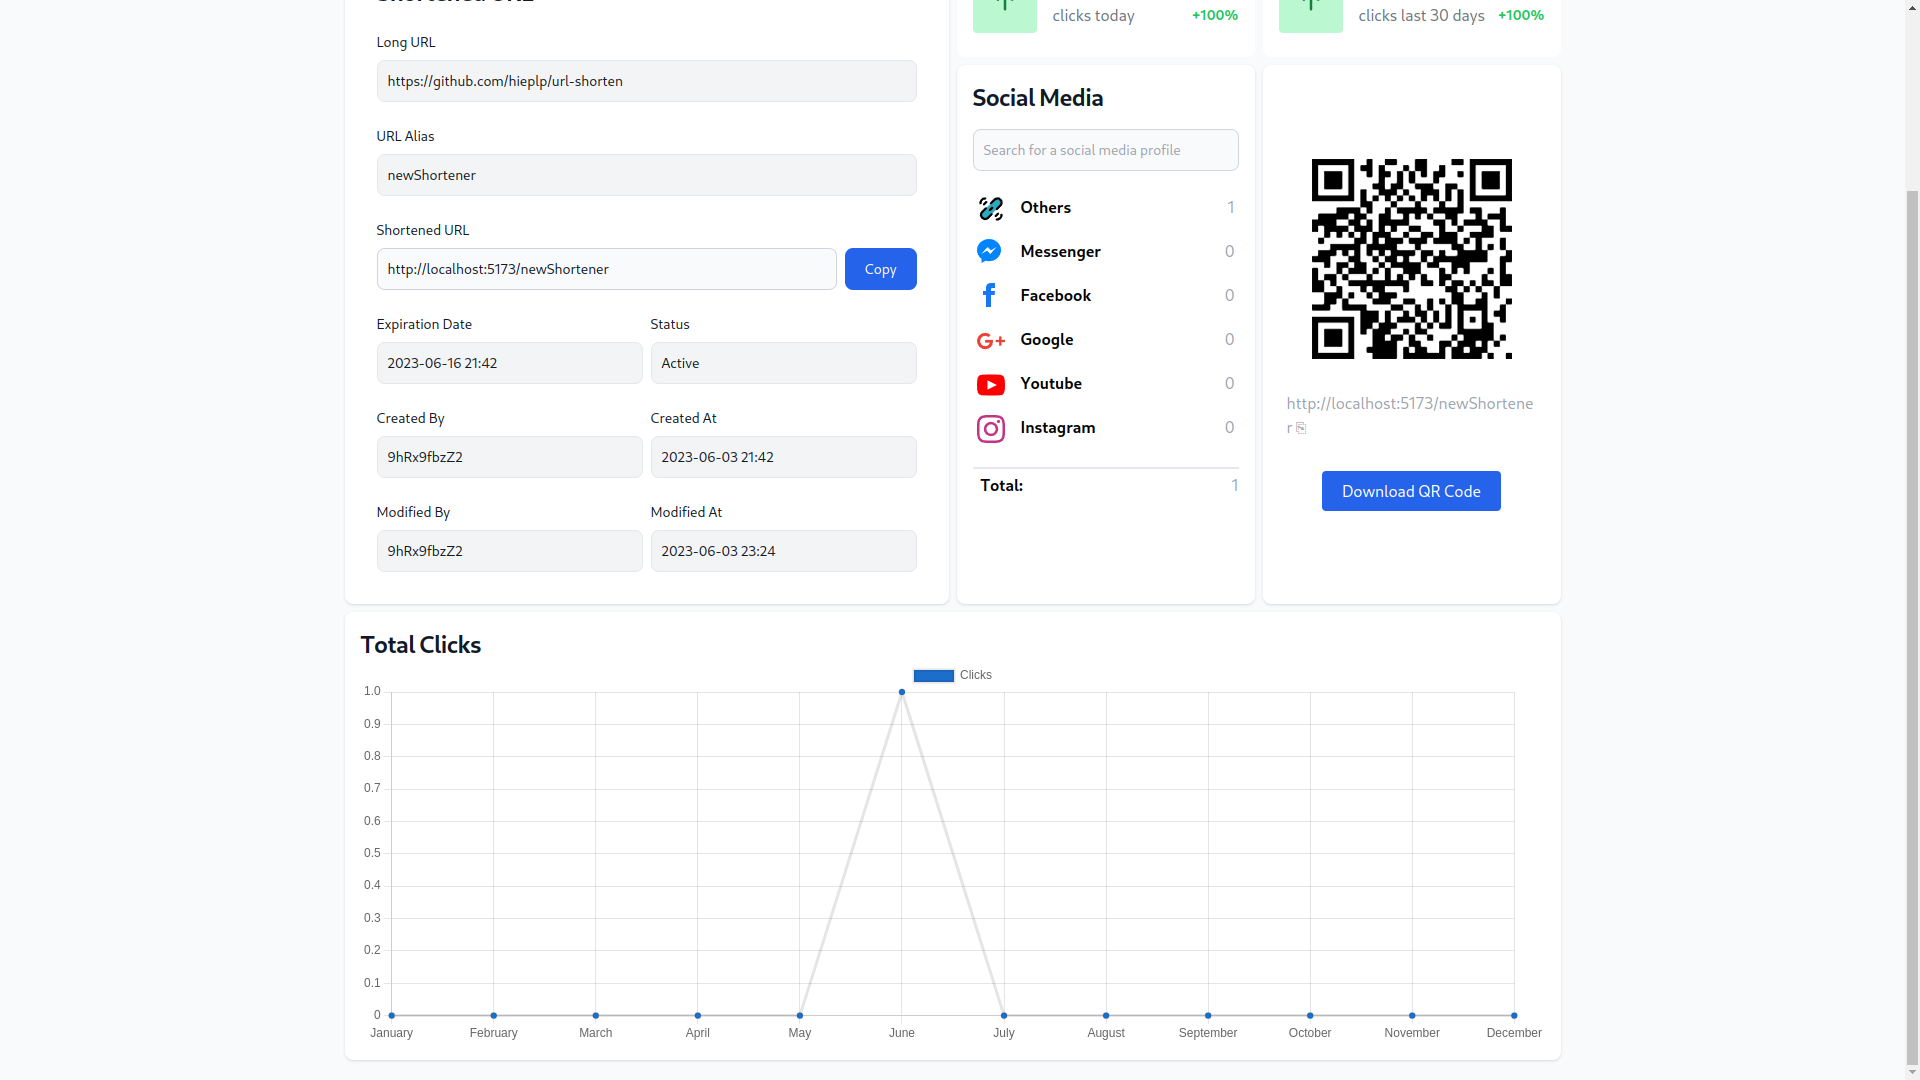 Shortened URL
Long URL
https://github.com/hieplp/url-shorten
URL Alias
newShortener
Shortened URL
http://localhost:5173/newShortener
Copy
Expiration Date
Status
2023-06-16 21:42
Active
Created By
Created At
9hRx9fbzZ2
2023-06-03 21:42
Modified By
Modified At
9hRx9fbzZ2
2023-06-03 23:24
clicks today
+100%
clicks last 30 days
+100%
Social Media
Search for a social media profile
Others 1
Messenger 0
Facebook 0
Google 0
Youtube 0
Instagram 0
Total: 1
http://localhost:5173/newShortene
r
Download QR Code
Total Clicks
Clicks
1.0
0.9
0.8
0.7
0.6
0.5
0.4
0.3
0.2
0.1
0
January February March April May June July August September October November December